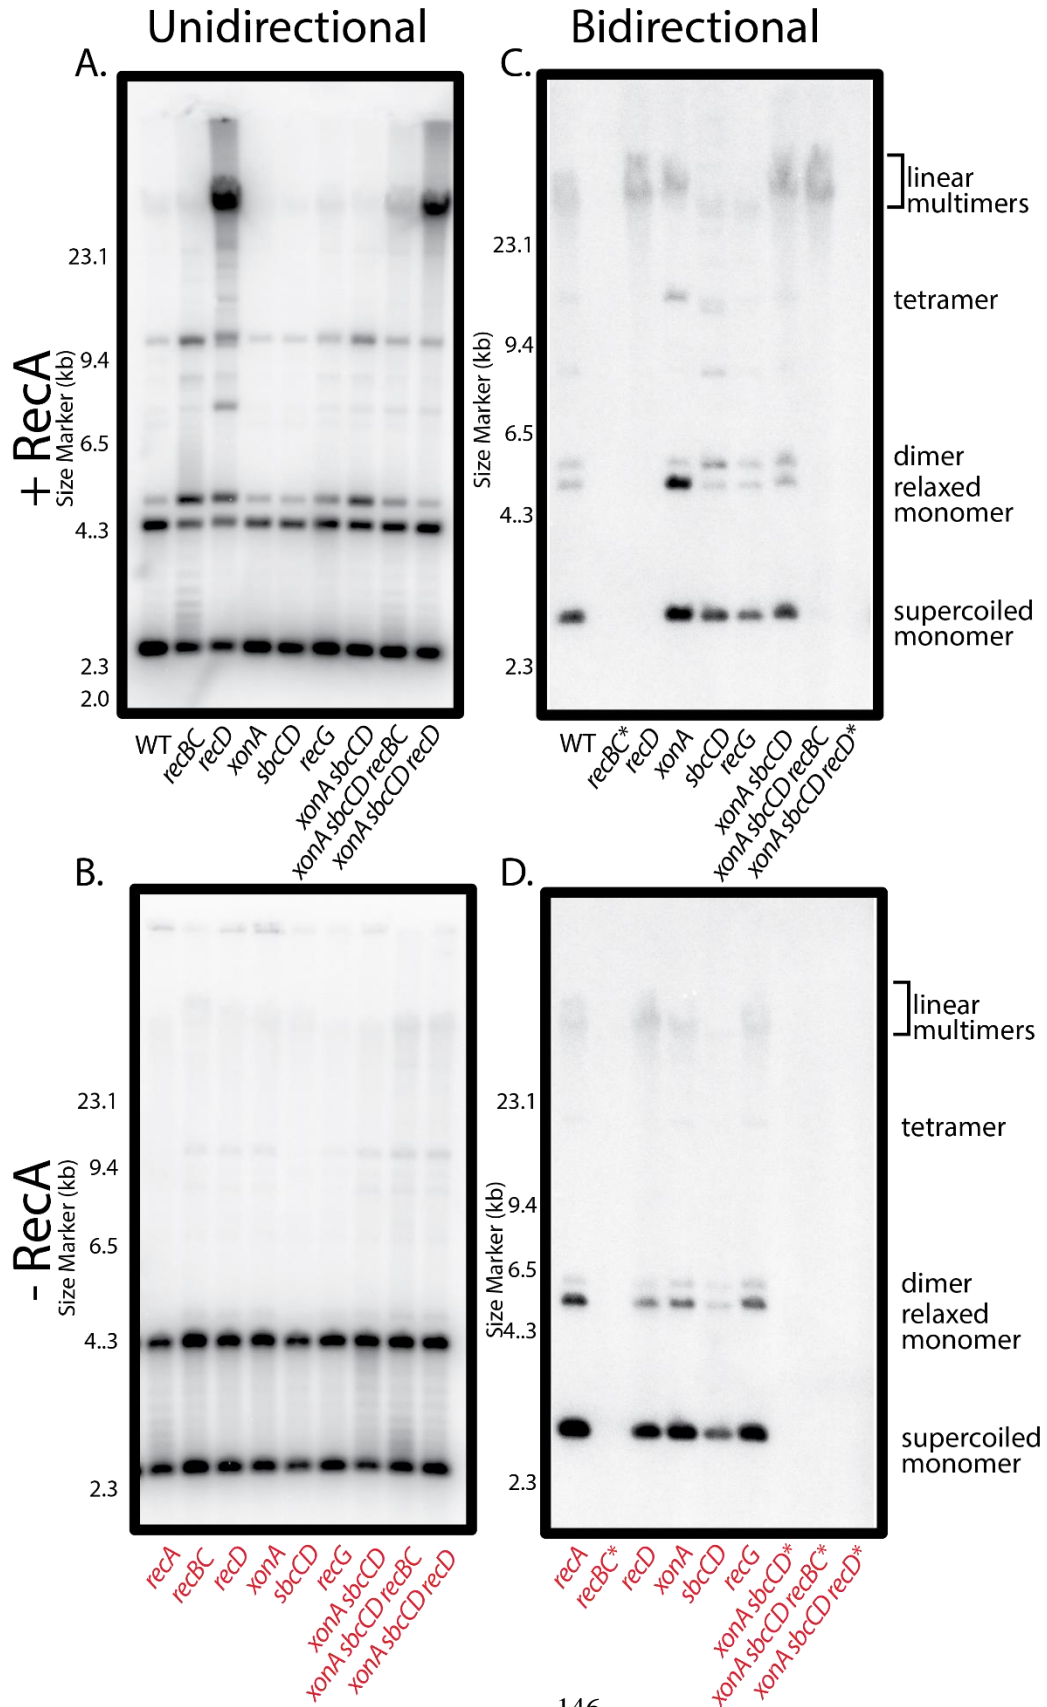 Unidirectional
Bidirectional
A.
C.
+ RecA
Size Marker (kb)
23.1
9.4
6.5
4.3
2.3
2.0
WT
recBC
recD
xonA
sbcCD
recG
xonA sbcCD
xonA sbcCD recBC
xonA sbcCD recD
Size Marker (kb)
23.1
9.4
6.5
4.3
2.3
linear
multimers
tetramer
dimer
relaxed
monomer
supercoiled
monomer
WT
recBC*
recD
xonA
sbcCD
recG
xonA sbcCD
xonA sbcCD recBC
xonA sbcCD recD*
B.
D.
- RecA
Size Marker (kb)
23.1
9.4
6.5
4.3
2.3
recA
recBC
recD
xonA
sbcCD
recG
xonA sbcCD
xonA sbcCD recBC
xonA sbcCD recD
Size Marker (kb)
23.1
9.4
6.5
4.3
2.3
linear
multimers
tetramer
dimer
relaxed
monomer
supercoiled
monomer
recA
recBC*
recD
xonA
sbcCD
recG
xonA sbcCD*
xonA sbcCD recBC*
xonA sbcCD recD*
146